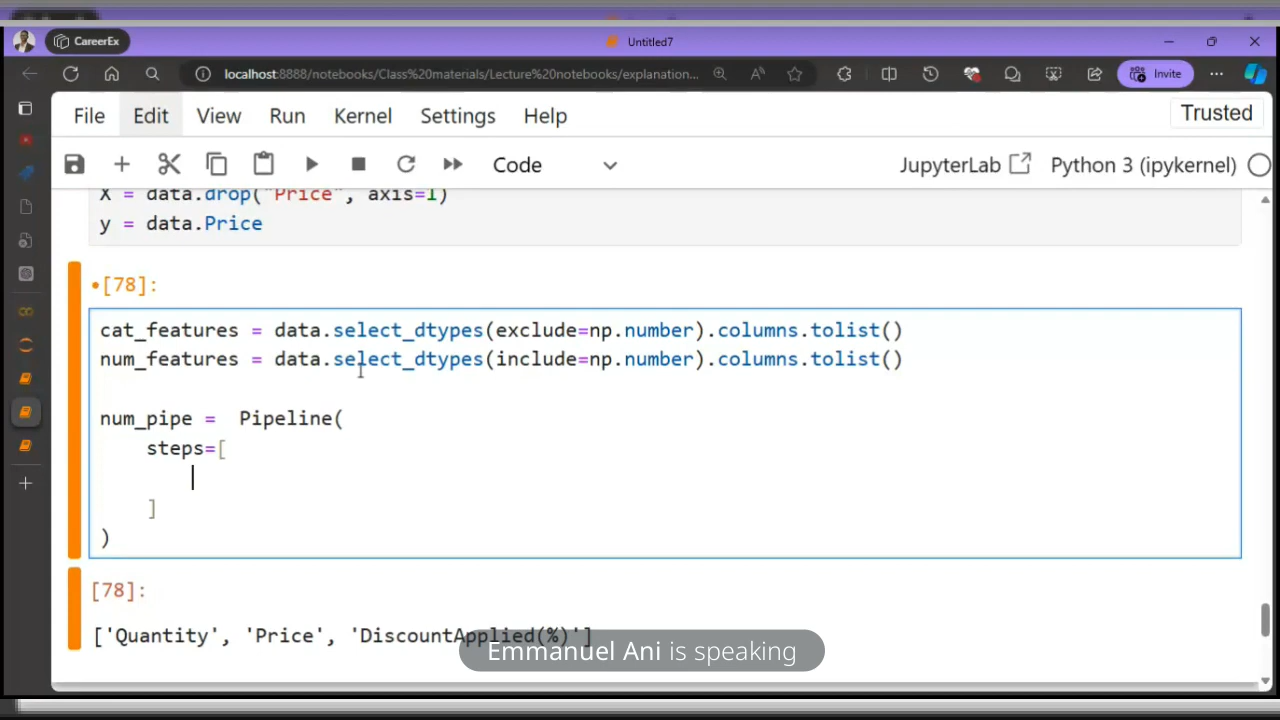 CareerEx
Untitled7
localhost:8888/notebooks/Class%20materials/Lecture%20notebooks/explanation...
Invite
File Edit View Run Kernel Settings Help
Trusted
Code
JupyterLab
Python 3 (ipykernel)
X = data.drop("Price", axis=1)
y = data.Price
•[78]:
cat_features = data.select_dtypes(exclude=np.number).columns.tolist()
num_features = data.select_dtypes(include=np.number).columns.tolist()
num_pipe =  Pipeline(
steps=[
]
)
[78]:
['Quantity', 'Price', 'DiscountApplied(%)']
Emmanuel Ani is speaking